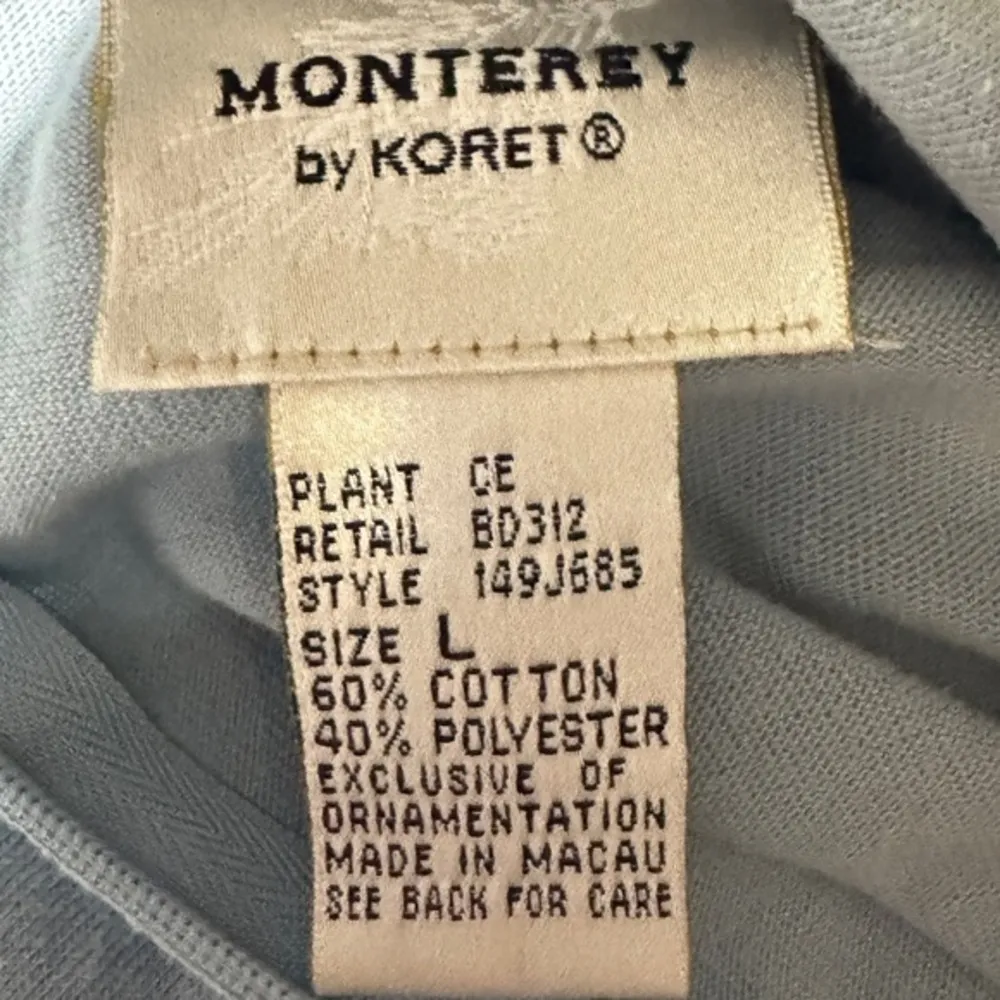 MONTEREY
by KORET®
PLANT CE
RETAIL BD312
STYLE 149J685
SIZE L
60% COTTON
40% POLYESTER
EXCLUSIVE OF
ORNAMENTATION
MADE IN MACAU
SEE BACK FOR CARE